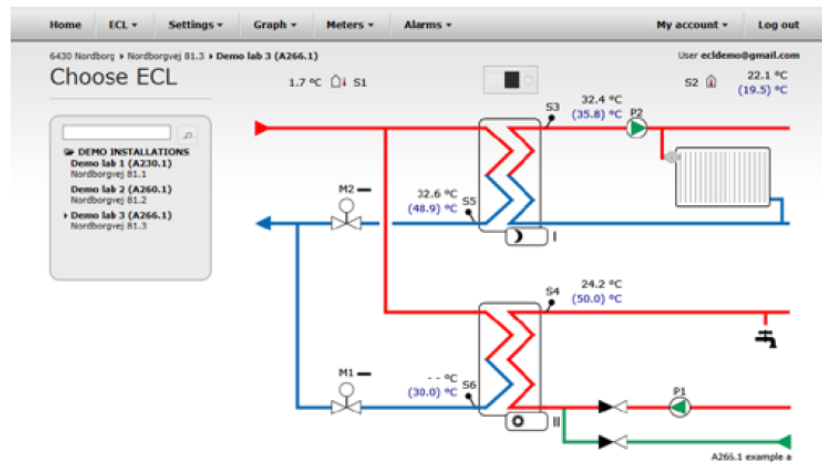 Home ECL Settings Graph Meters Alarms My account Log out
6430 Nordborg Nordborgvej 81.3 Demo lab 3 (A266.1) User ecldemo@gmail.com
Choose ECL
1.7 °C S1
S2 22.1 °C
(19.5) °C
DEMO INSTALLATIONS
Demo lab 1 (A230.1)
Nordborgvej 81.1
Demo lab 2 (A260.1)
Nordborgvej 81.2
Demo lab 3 (A266.1)
Nordborgvej 81.3
S3 32.4 °C
(35.8) °C P2
M2
32.6 °C
(48.9) °C S5
I
S4 24.2 °C
(50.0) °C
M1
- - °C
(30.0) °C S6
P1
II
A266.1 example a